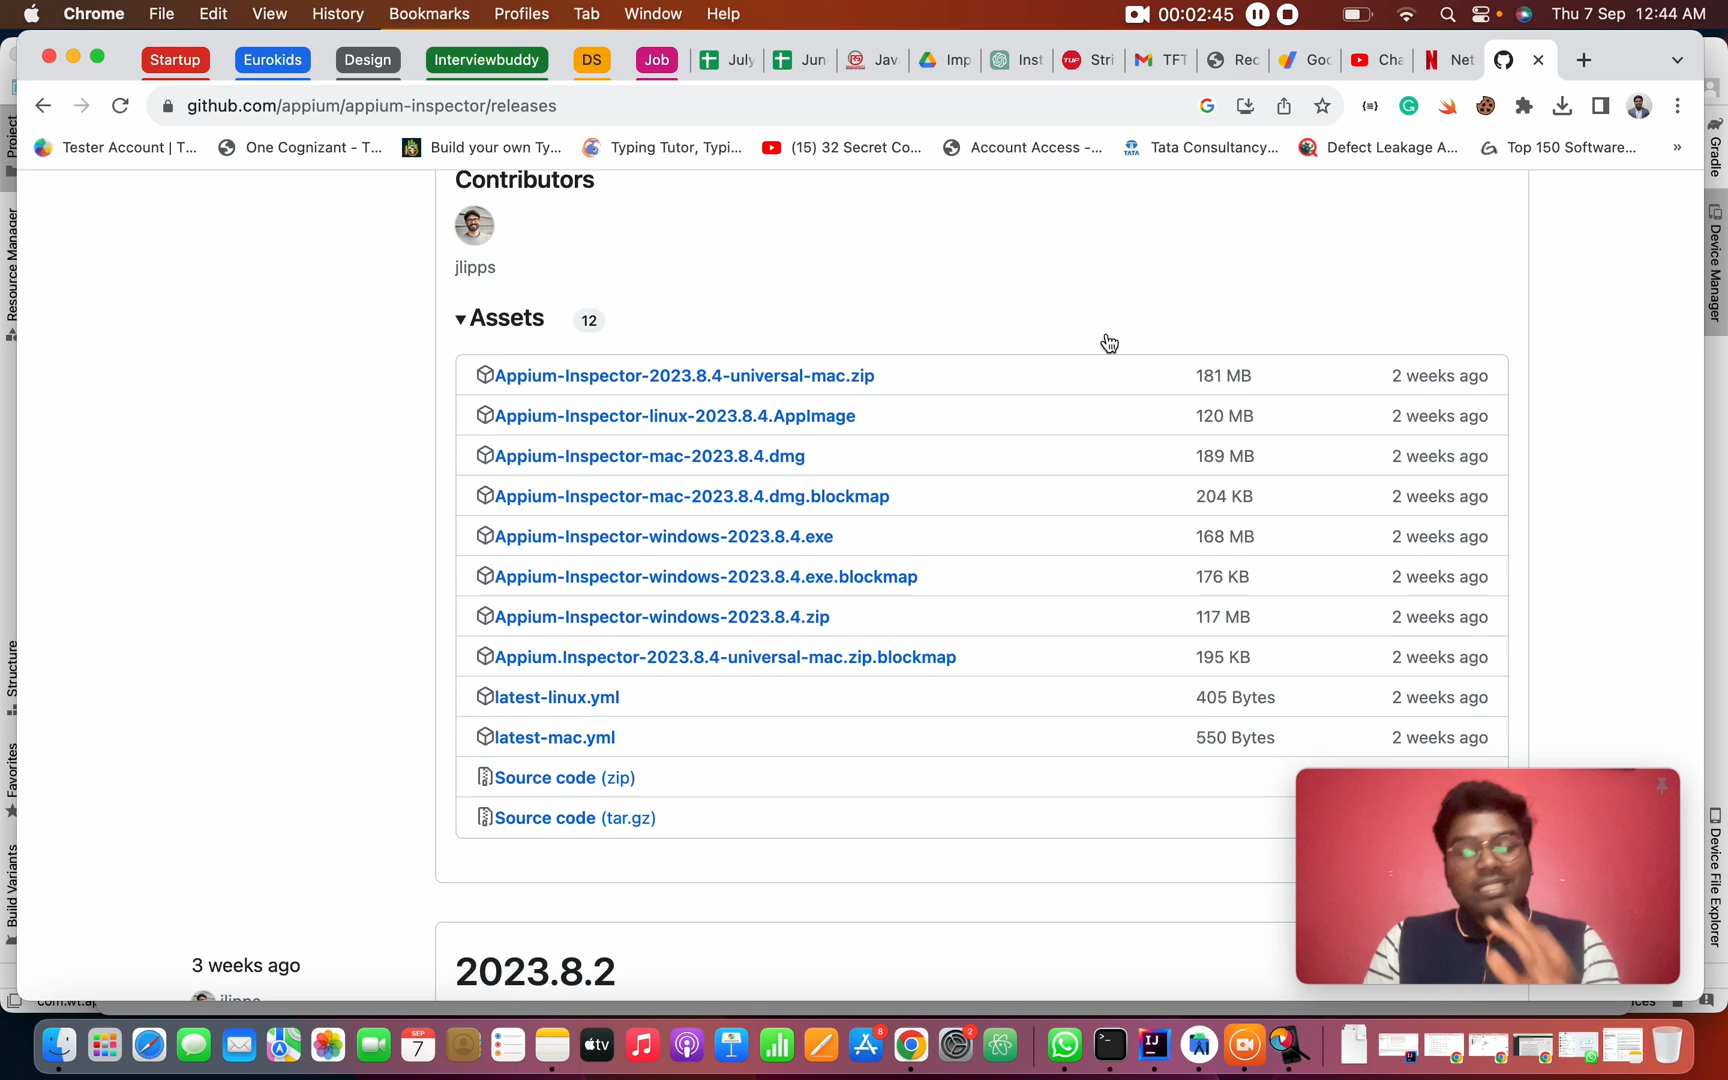 Chrome File Edit View History Bookmarks Profiles Tab Window Help 00:02:45 Thu 7 Sep 12:44 AM
Startup Eurokids Design Interviewbuddy DS Job July Jun Jav Imp Inst Stri TFT Rec Goo Cha Net
github.com/appium/appium-inspector/releases
Tester Account | T... One Cognizant - T... Build your own Ty... Typing Tutor, Typi... (15) 32 Secret Co... Account Access -... Tata Consultancy... Defect Leakage A... Top 150 Software... »
Project
Resource Manager
Structure
Favorites
Build Variants
Contributors
jlipps
Assets 12
Appium-Inspector-2023.8.4-universal-mac.zip 181 MB 2 weeks ago
Appium-Inspector-linux-2023.8.4.AppImage 120 MB 2 weeks ago
Appium-Inspector-mac-2023.8.4.dmg 189 MB 2 weeks ago
Appium-Inspector-mac-2023.8.4.dmg.blockmap 204 KB 2 weeks ago
Appium-Inspector-windows-2023.8.4.exe 168 MB 2 weeks ago
Appium-Inspector-windows-2023.8.4.exe.blockmap 176 KB 2 weeks ago
Appium-Inspector-windows-2023.8.4.zip 117 MB 2 weeks ago
Appium.Inspector-2023.8.4-universal-mac.zip.blockmap 195 KB 2 weeks ago
latest-linux.yml 405 Bytes 2 weeks ago
latest-mac.yml 550 Bytes 2 weeks ago
Source code (zip)
Source code (tar.gz)
3 weeks ago
2023.8.2
Gradle
Device Manager
Device File Explorer
SEP
7
tv
8
2
IJ